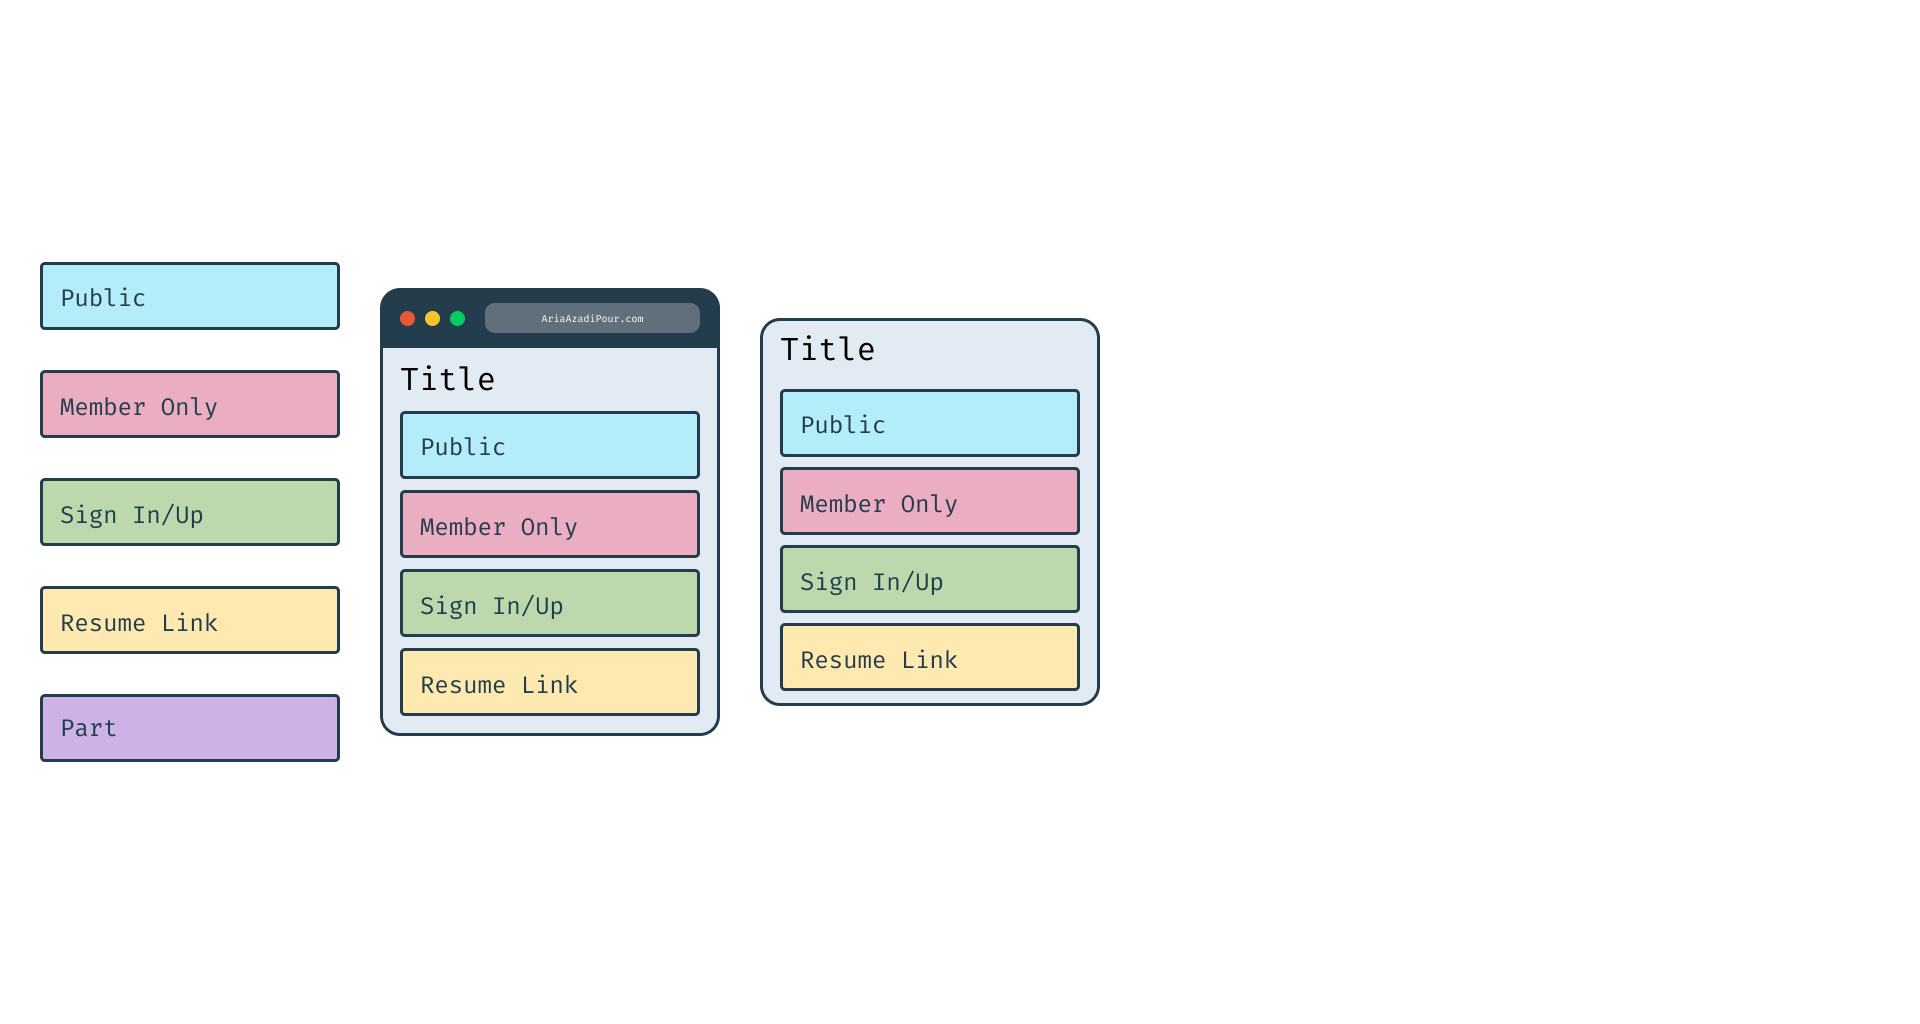 Public
Member Only
Sign In/Up
Resume Link
Part
AriaAzadiPour.com
Title
Public
Member Only
Sign In/Up
Resume Link
Title
Public
Member Only
Sign In/Up
Resume Link